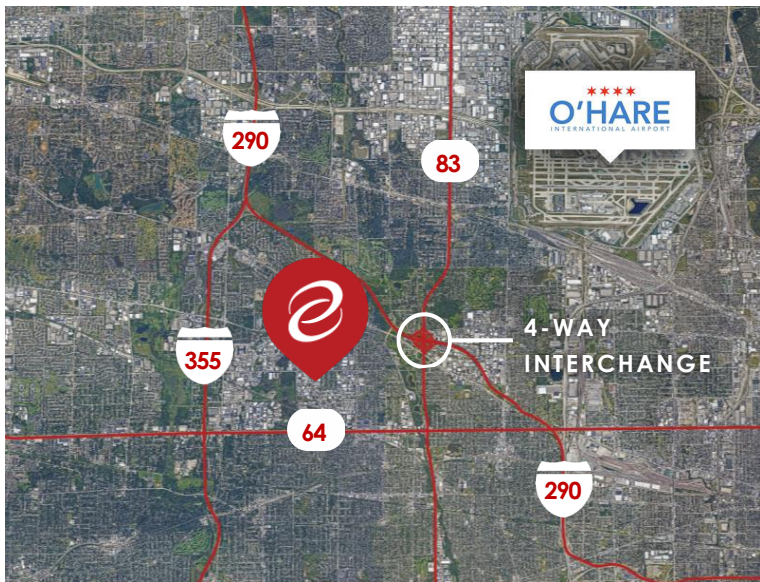 ★★★★
O'HARE
INTERNATIONAL AIRPORT
290
83
4-WAY
INTERCHANGE
355
64
290